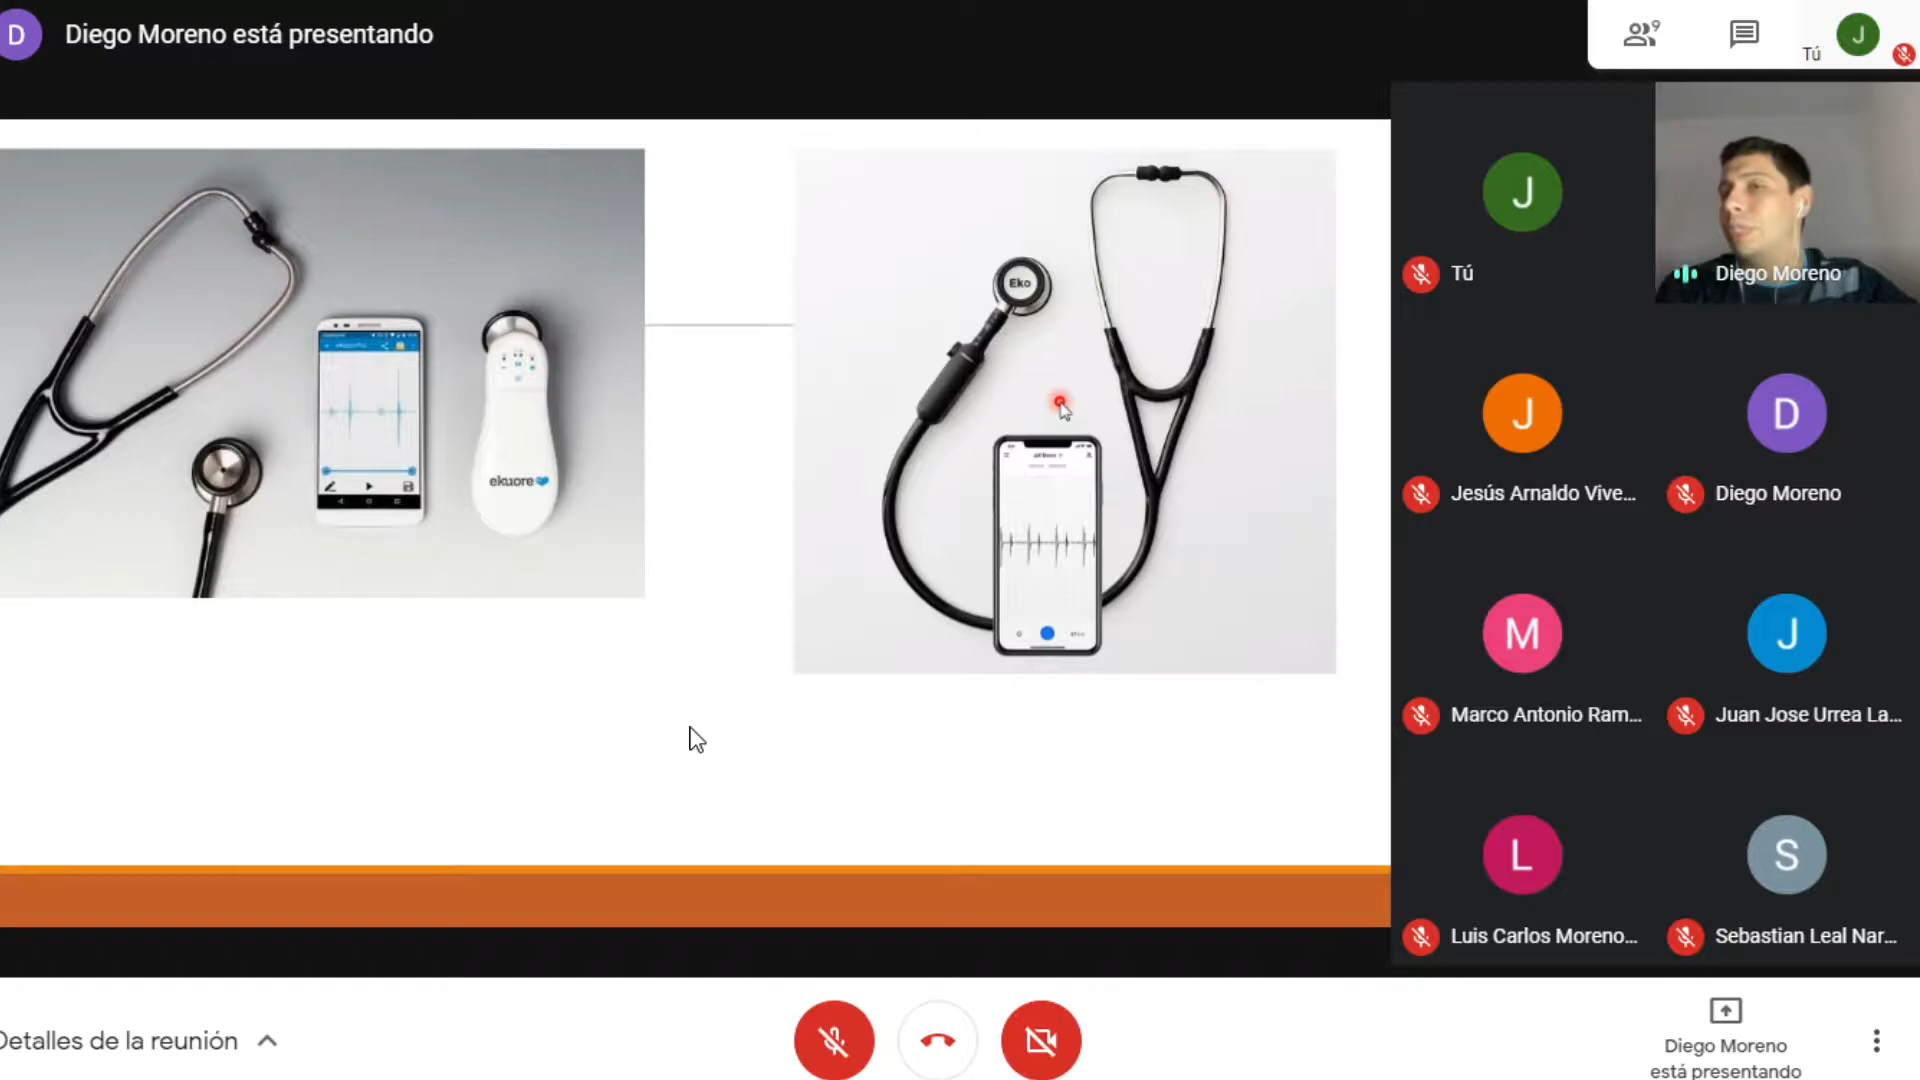 D
Diego Moreno está presentando
9
Tú
J
ekuore
Eko
J
Tú
Diego Moreno
J
Jesús Arnaldo Vive...
D
Diego Moreno
M
Marco Antonio Ram...
J
Juan Jose Urrea La...
L
Luis Carlos Moreno...
S
Sebastian Leal Nar...
Detalles de la reunión
Diego Moreno
está presentando